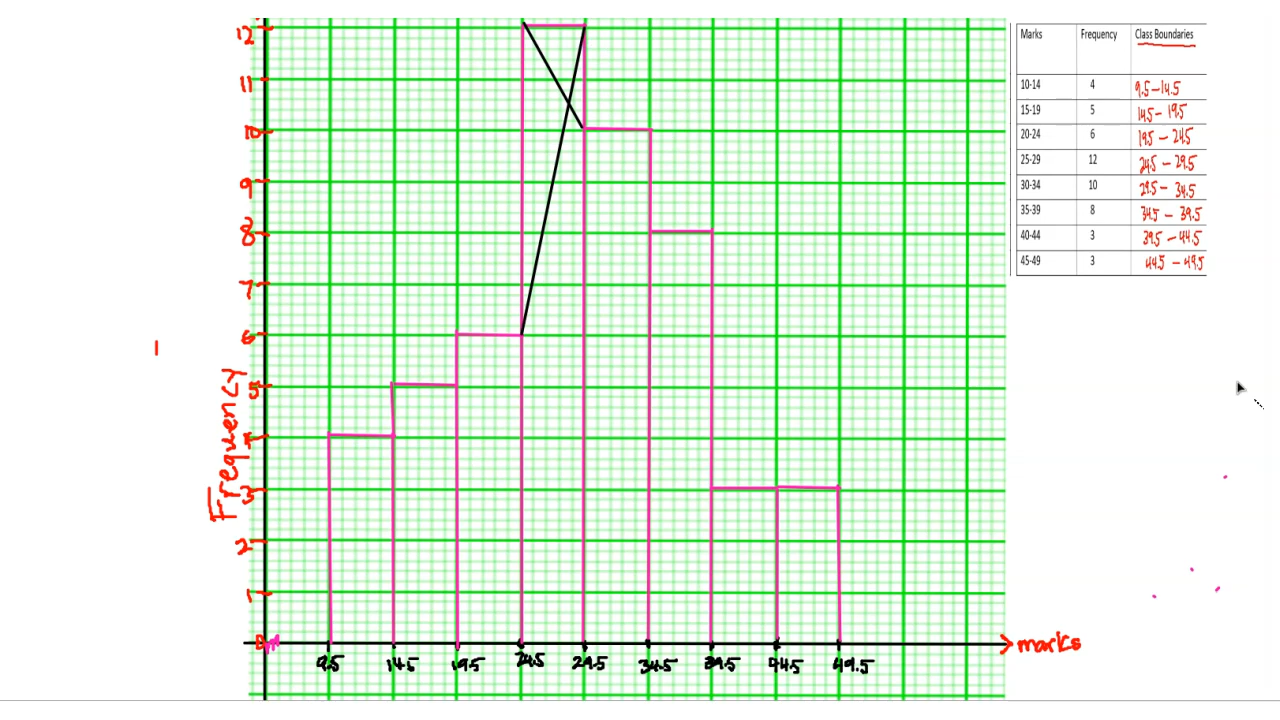 Marks Frequency Class Boundaries
10-14 4 9.5-14.5
15-19 5 14.5-19.5
20-24 6 19.5-24.5
25-29 12 24.5-29.5
30-34 10 29.5-34.5
35-39 8 34.5-39.5
40-44 3 39.5-44.5
45-49 3 44.5-49.5
12
11
10
9
8
7
6
5
4
3
2
1
0
Frequency
9.5 14.5 19.5 24.5 29.5 34.5 39.5 44.5 49.5
marks